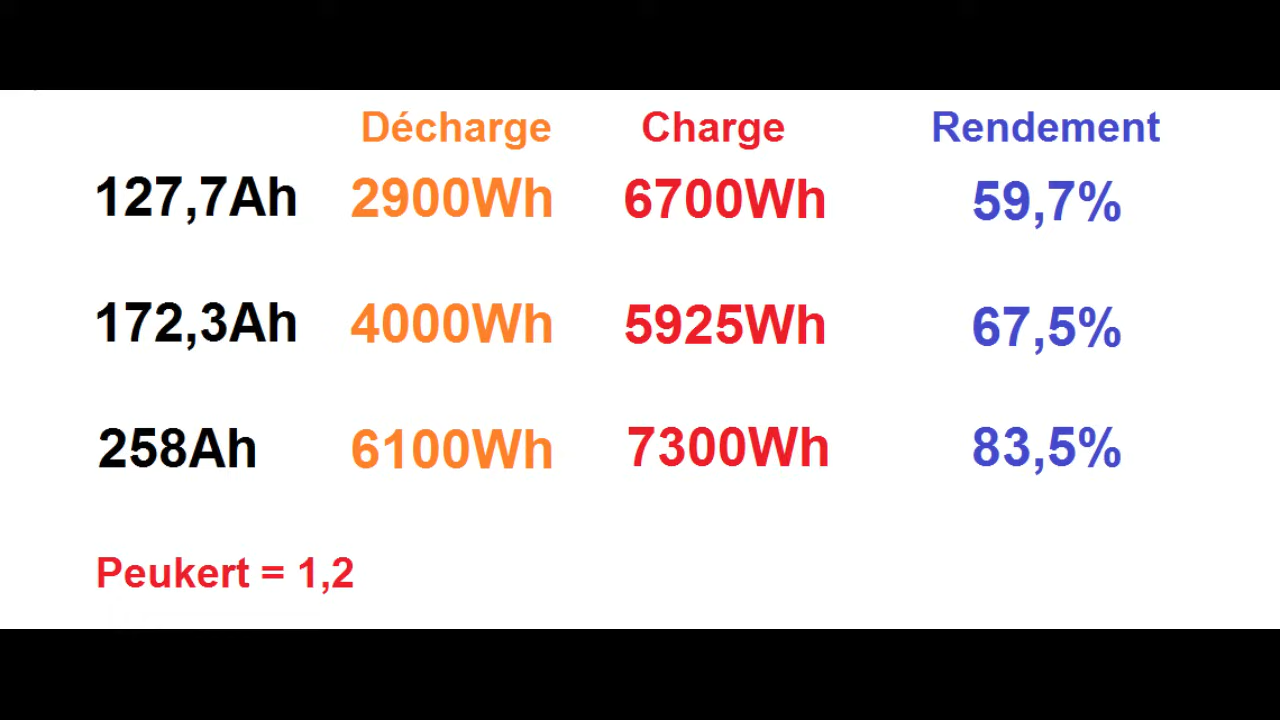 Décharge Charge Rendement
127,7Ah 2900Wh 6700Wh 59,7%
172,3Ah 4000Wh 5925Wh 67,5%
258Ah 6100Wh 7300Wh 83,5%
Peukert = 1,2